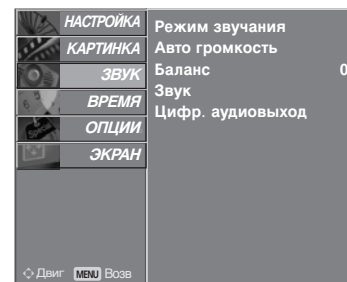 НАСТРОЙКА
КАРТИНКА
ЗВУК
ВРЕМЯ
ОПЦИИ
ЭКРАН
Режим звучания
Авто громкость
Баланс 0
Звук
Цифр. аудиовыход
Двиг MENU Возв